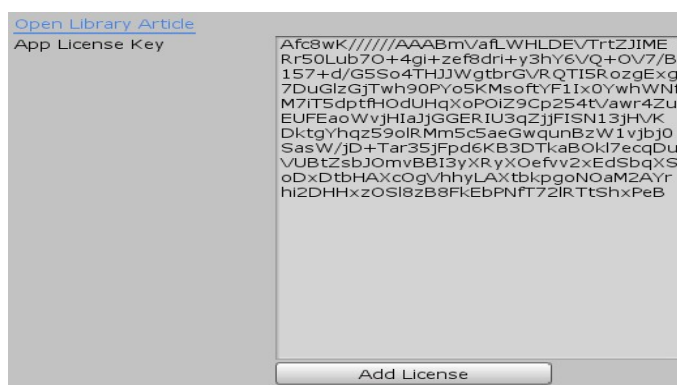 Open Library Article
App License Key
Afc8wK//////AAABmVafLWHLDEVTrtZJIME
Rr50Lub7O+4gi+zef8dri+y3hY6VQ+OV7/B
157+d/G5So4THJJWgtbrGVRQTI5RozgExg
7DuGlzGjTwh90PYo5KMsoftYF1Ix0YwhWNf
M7iT5dptfHOdUHqXoPOiZ9Cp254tVawr4Zu
EUFEaoWvjHIaJjGGERIU3qZjjFISN13jHVK
DktgYhqz59olRMm5c5aeGwqunBzW1vjbj0
SasW/jD+Tar35jFpd6KB3DTkaBOkl7ecqDu
VUBtZsbJOmvBBI3yXRyXOefvv2xEdSbqXS
oDxDtbHAXcOgVhhyLAXtbkpgoNOaM2AYr
hi2DHHxzOSl8zB8FkEbPNfT72lRTtShxPeB
Add License